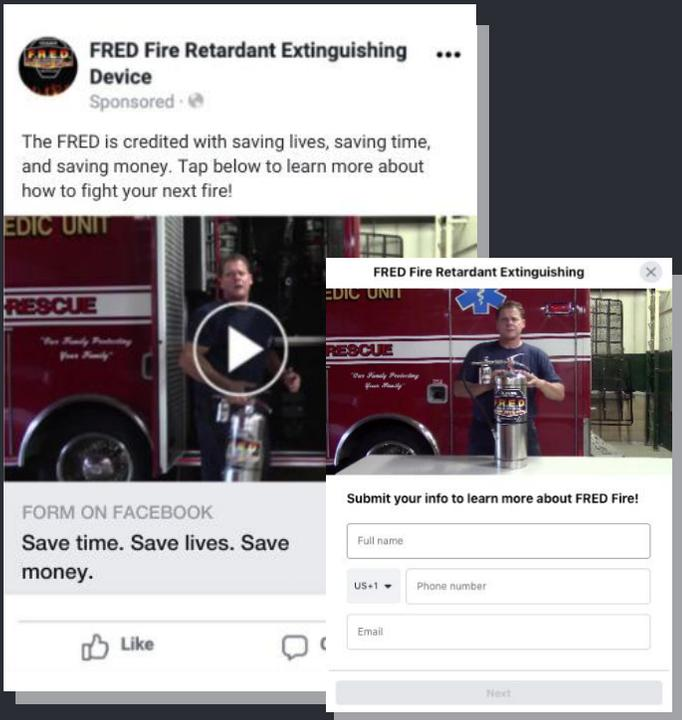 FRED
FRED Fire Retardant Extinguishing
Device
Sponsored ·
The FRED is credited with saving lives, saving time,
and saving money. Tap below to learn more about
how to fight your next fire!
EDIC UNIT
RESCUE
"Our Family Protecting
Your Family"
FORM ON FACEBOOK
Save time. Save lives. Save
money.
Like
C
FRED Fire Retardant Extinguishing
EDIC UNIT
RESCUE
"Our Family Protecting
Your Family"
FRED
Submit your info to learn more about FRED Fire!
Full name
US+1
Phone number
Email
Next